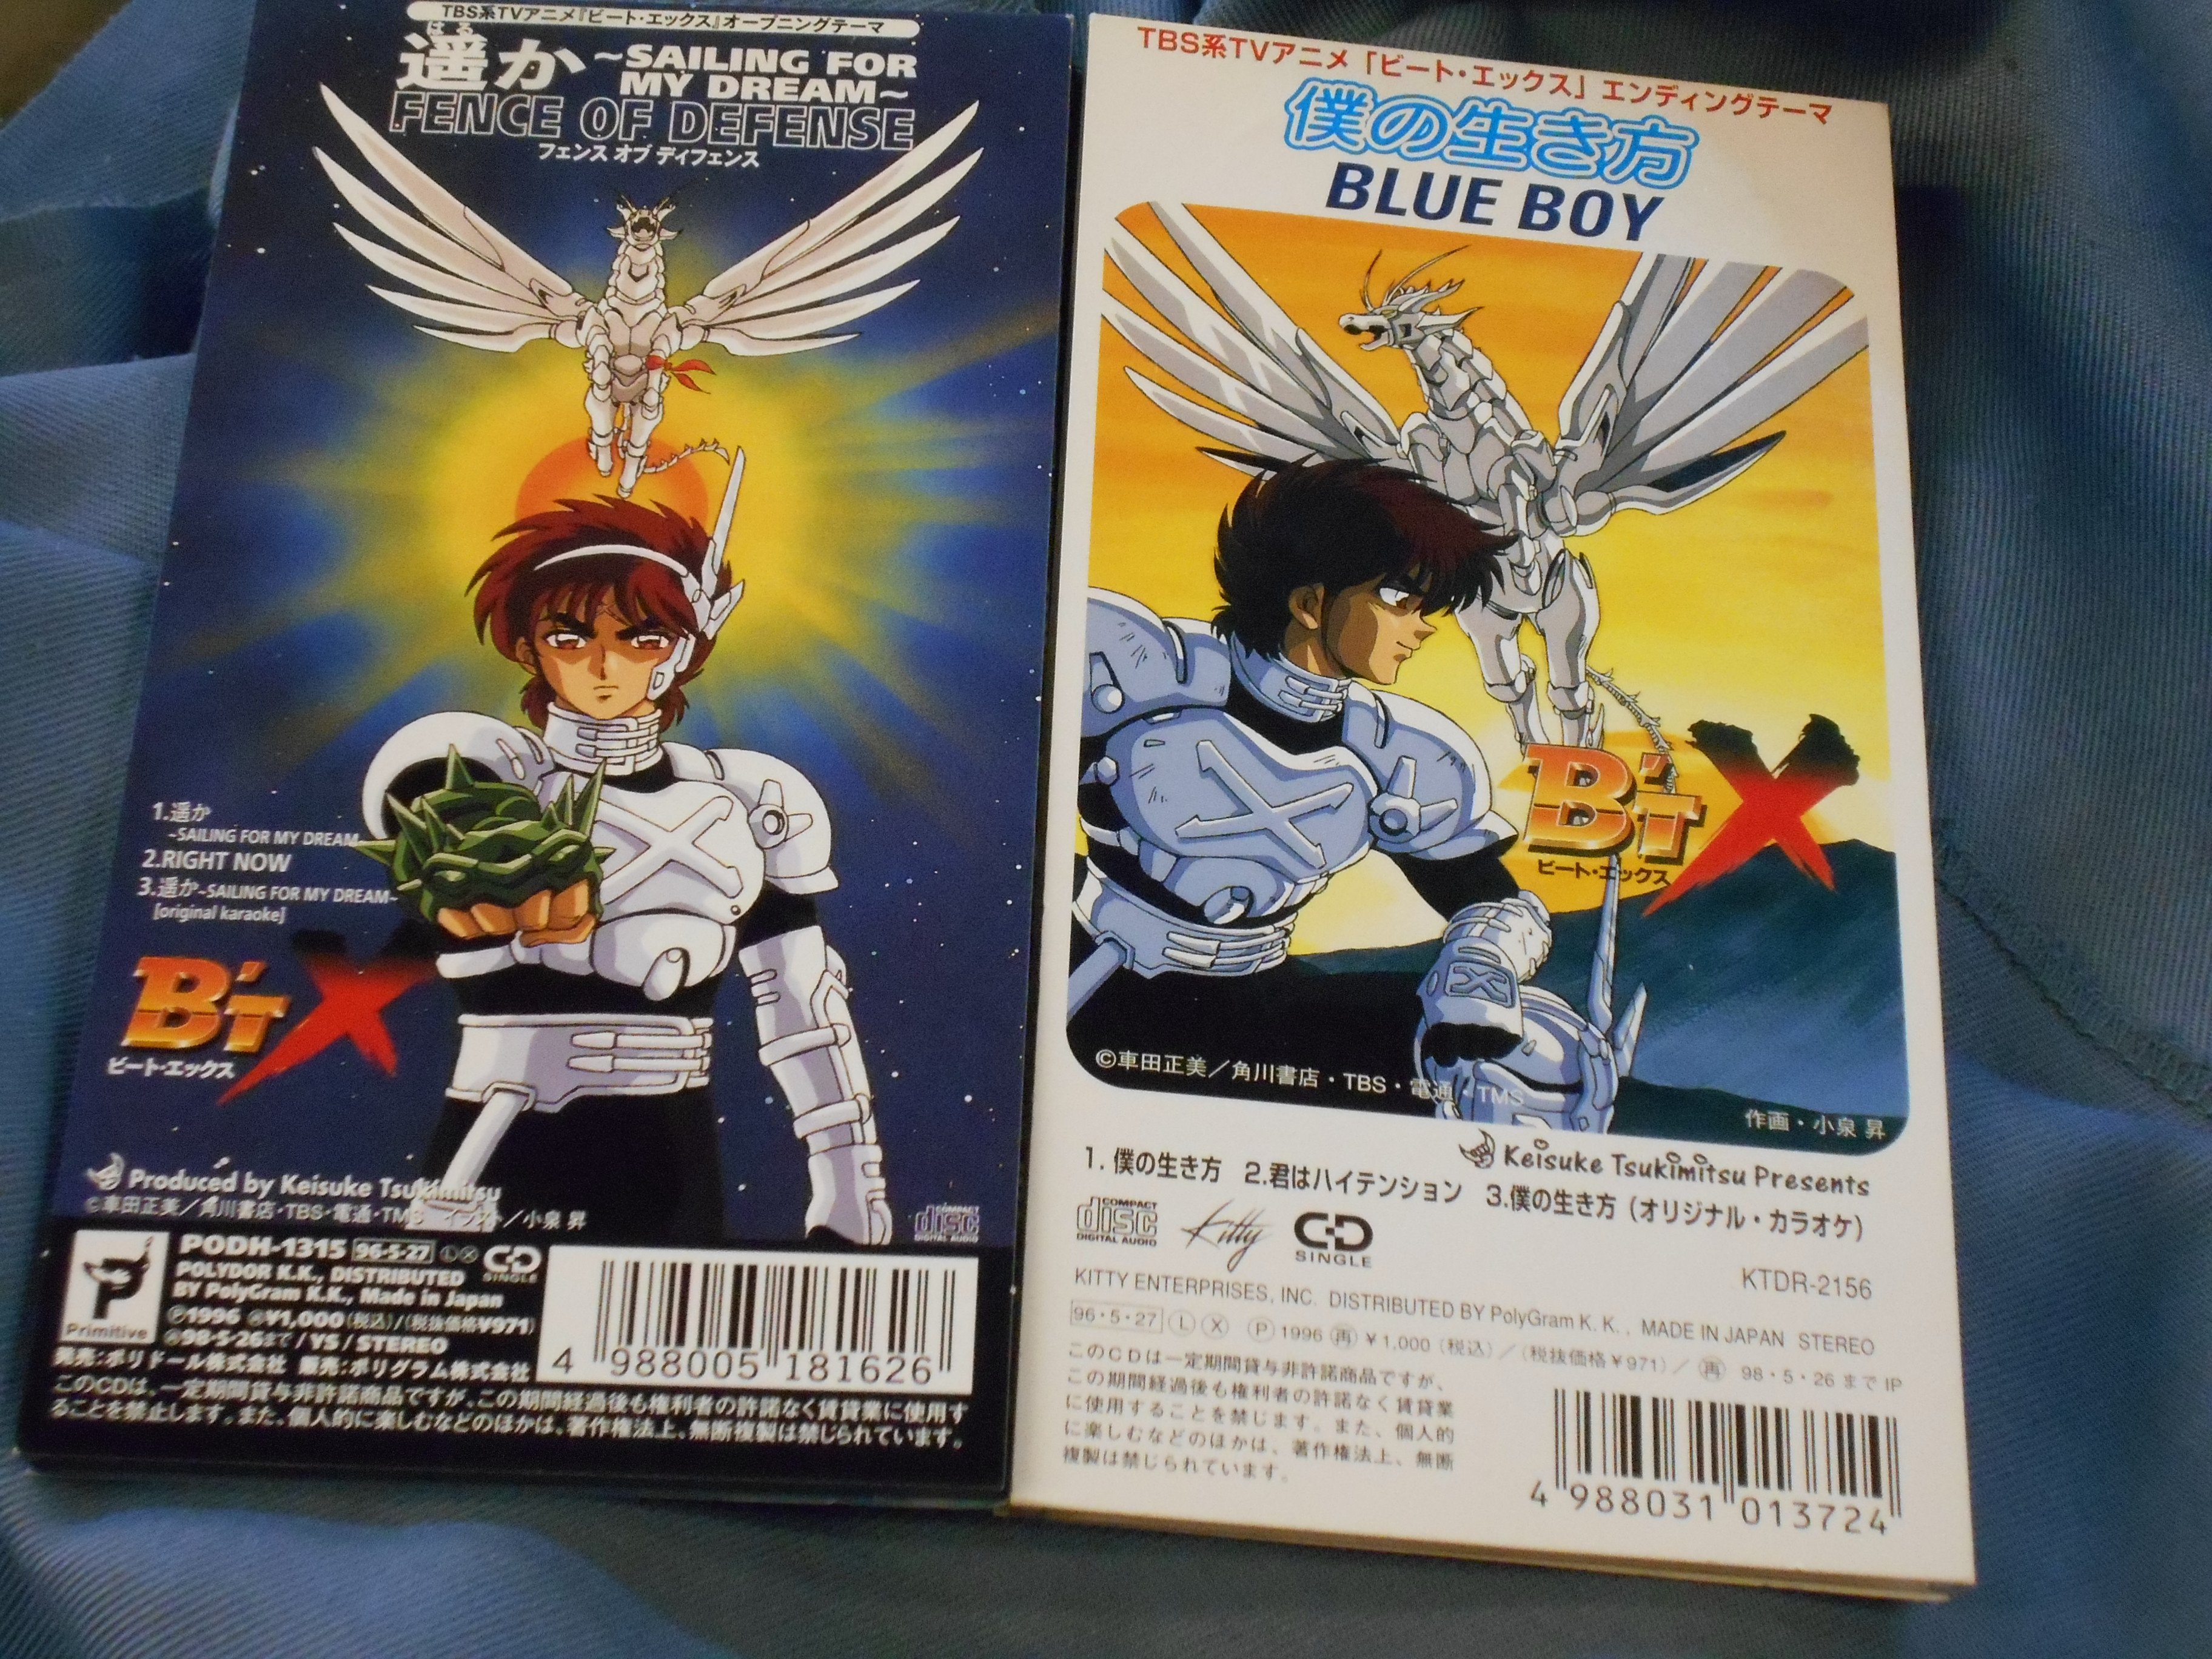 TBS系TVアニメ『ビート・エックス』オープニングテーマ
はる
遥か ~SAILING FOR
MY DREAM~
FENCE OF DEFENSE
フェンス オブ ディフェンス
1.遥か
~SAILING FOR MY DREAM~
2.RIGHT NOW
3.遥か~SAILING FOR MY DREAM~
[original karaoke]
B'T X
ビート・エックス
Produced by Keisuke Tsukimitsu
©車田正美／角川書店・TBS・電通・TMS イラスト／小泉 昇
COMPACT
disc
DIGITAL AUDIO
Primitive
PODH-1315 96-5-27 Ⓛ Ⓧ CD
SINGLE
POLYDOR K.K., DISTRIBUTED
BY PolyGram K.K., Made in Japan
Ⓟ1996 ㊢¥1,000(税込)/(税抜価格¥971)
㊢98・5・26まで/YS/STEREO
発売:ポリドール株式会社 販売:ポリグラム株式会社
4 988005 181626
このCDは、一定期間貸与非許諾商品ですが、この期間経過後も権利者の許諾なく賃貸業に使用す
ることを禁止します。また、個人的に楽しむなどのほかは、著作権法上、無断複製は禁じられています。
TBS系TVアニメ「ビート・エックス」エンディングテーマ
僕の生き方
BLUE BOY
B'T X
ビート・エックス
©車田正美／角川書店・TBS・電通・TMS
作画・小泉 昇
Keisuke Tsukimitsu Presents
1. 僕の生き方 2.君はハイテンション 3.僕の生き方（オリジナル・カラオケ）
COMPACT
disc
DIGITAL AUDIO
Kitty
CD
SINGLE
KTDR-2156
KITTY ENTERPRISES, INC. DISTRIBUTED BY PolyGram K. K. , MADE IN JAPAN STEREO
96・5・27 Ⓛ Ⓧ Ⓟ 1996 ㊢ ¥1,000（税込）／（税抜価格¥971）／ ㊢ 98・5・26 まで IP
このCDは一定期間貸与非許諾商品ですが、
この期間経過後も権利者の許諾なく賃貸業
に使用することを禁じます。また、個人的
に楽しむなどのほかは、著作権法上、無断
複製は禁じられています。
4 988031 013724